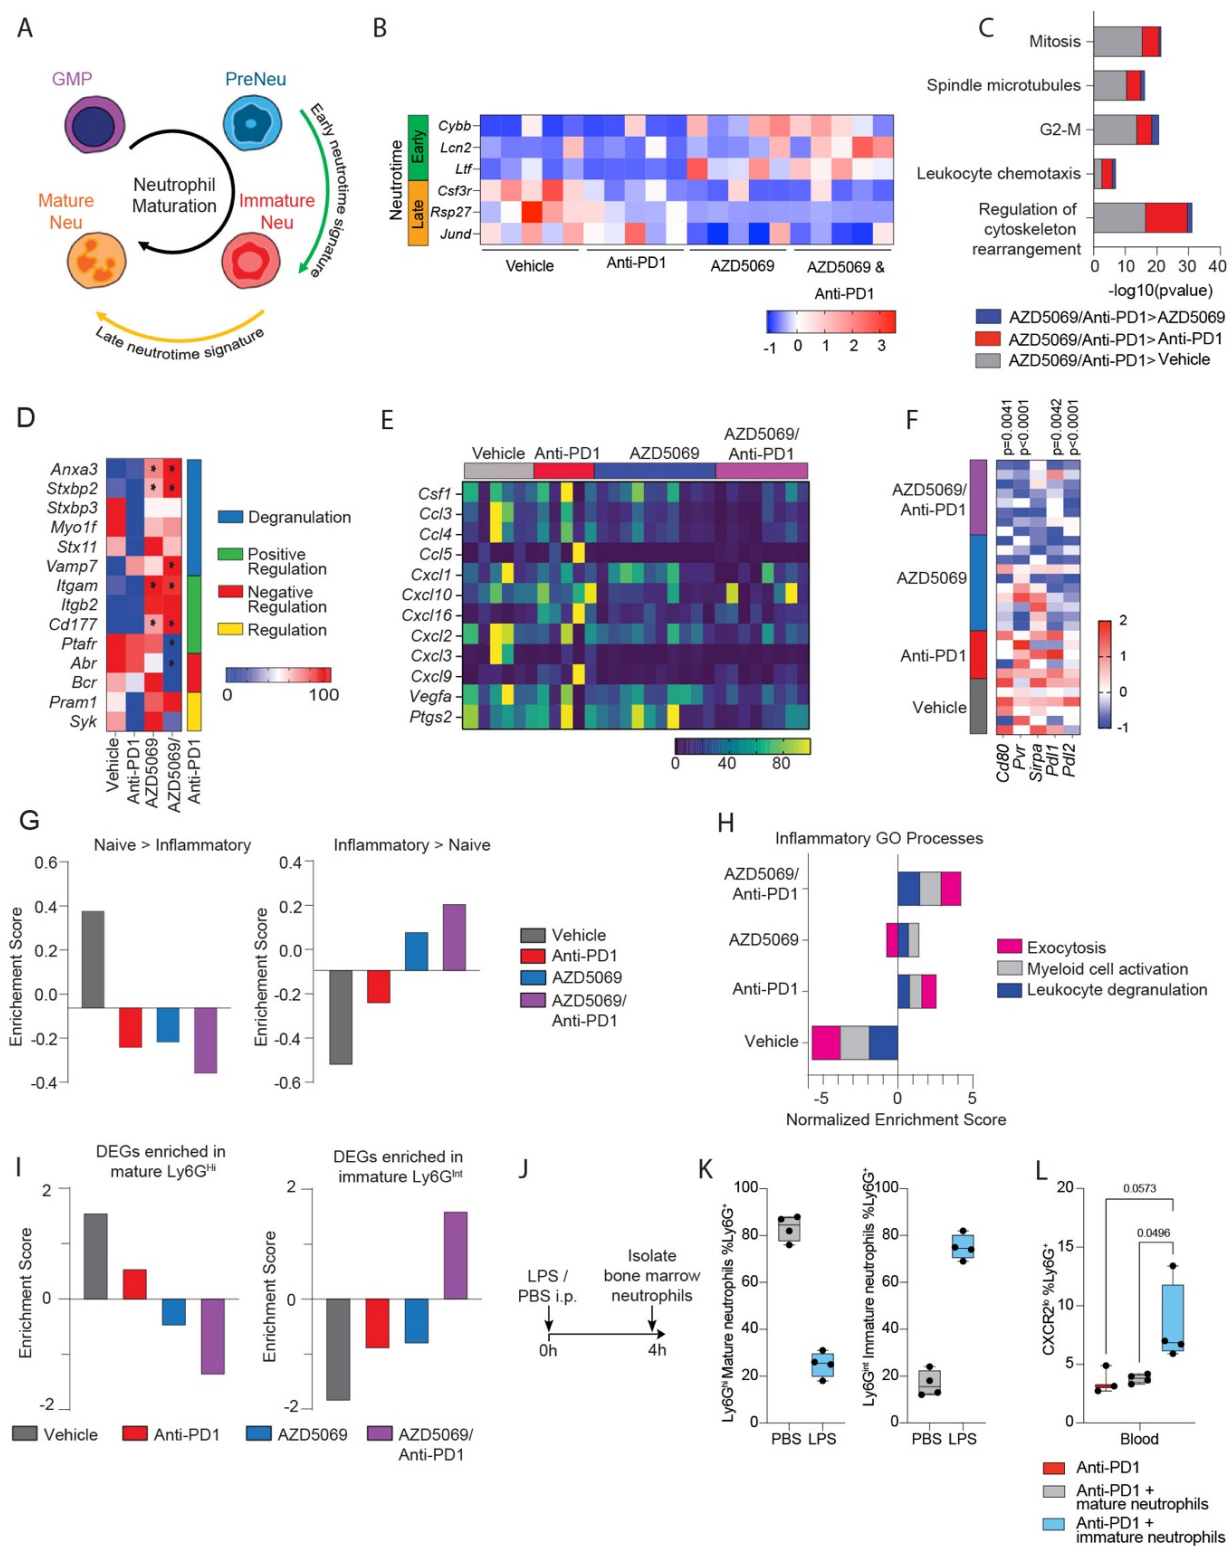 A
GMP
PreNeu
Neutrophil
Maturation
Mature
Neu
Immature
Neu
Early neutrotime signature
Late neutrotime signature
B
Neutrotime
Early
Late
Cybb
Lcn2
Ltf
Csf3r
Rsp27
Jund
Vehicle
Anti-PD1
AZD5069
AZD5069 &
Anti-PD1
-1 0 1 2 3
C
Mitosis
Spindle microtubules
G2-M
Leukocyte chemotaxis
Regulation of
cytoskeleton
rearrangement
0 10 20 30 40
-log10(pvalue)
AZD5069/Anti-PD1>AZD5069
AZD5069/Anti-PD1>Anti-PD1
AZD5069/Anti-PD1>Vehicle
D
Anxa3
Stxbp2
Stxbp3
Myo1f
Stx11
Vamp7
Itgam
Itgb2
Cd177
Ptafr
Abr
Bcr
Pram1
Syk
* *
* *
*
* *
* *
*
*
Vehicle
Anti-PD1
AZD5069
AZD5069/
Anti-PD1
Degranulation
Positive
Regulation
Negative
Regulation
Regulation
0 100
E
Vehicle
Anti-PD1
AZD5069
AZD5069/
Anti-PD1
Csf1
Ccl3
Ccl4
Ccl5
Cxcl1
Cxcl10
Cxcl16
Cxcl2
Cxcl3
Cxcl9
Vegfa
Ptgs2
0 40 80
F
p=0.0041
p<0.0001
p=0.0042
p<0.0001
AZD5069/
Anti-PD1
AZD5069
Anti-PD1
Vehicle
Cd80
Pvr
Sirpa
Pdl1
Pdl2
2
1
0
-1
G
Naive > Inflammatory
Enrichement Score
0.6
0.4
0.2
0.0
-0.2
-0.4
Inflammatory > Naive
Enrichement Score
0.4
0.2
0.0
-0.2
-0.4
-0.6
Vehicle
Anti-PD1
AZD5069
AZD5069/
Anti-PD1
H
Inflammatory GO Processes
AZD5069/
Anti-PD1
AZD5069
Anti-PD1
Vehicle
-5 0 5
Normalized Enrichment Score
Exocytosis
Myeloid cell activation
Leukocyte degranulation
I
DEGs enriched in
mature Ly6GHi
Enrichment Score
2
0
-2
DEGs enriched in
immature Ly6GInt
Enrichment Score
2
0
-2
Vehicle
Anti-PD1
AZD5069
AZD5069/
Anti-PD1
J
LPS /
PBS i.p.
Isolate
bone marrow
neutrophils
0h 4h
K
Ly6Ghi Mature neutrophils %Ly6G+
100
80
60
40
20
0
PBS LPS
Ly6Gint Immature neutrophils %Ly6G+
100
80
60
40
20
0
PBS LPS
L
CXCR2lo %Ly6G+
20
15
10
5
0
0.0573
0.0496
Blood
Anti-PD1
Anti-PD1 +
mature neutrophils
Anti-PD1 +
immature neutrophils